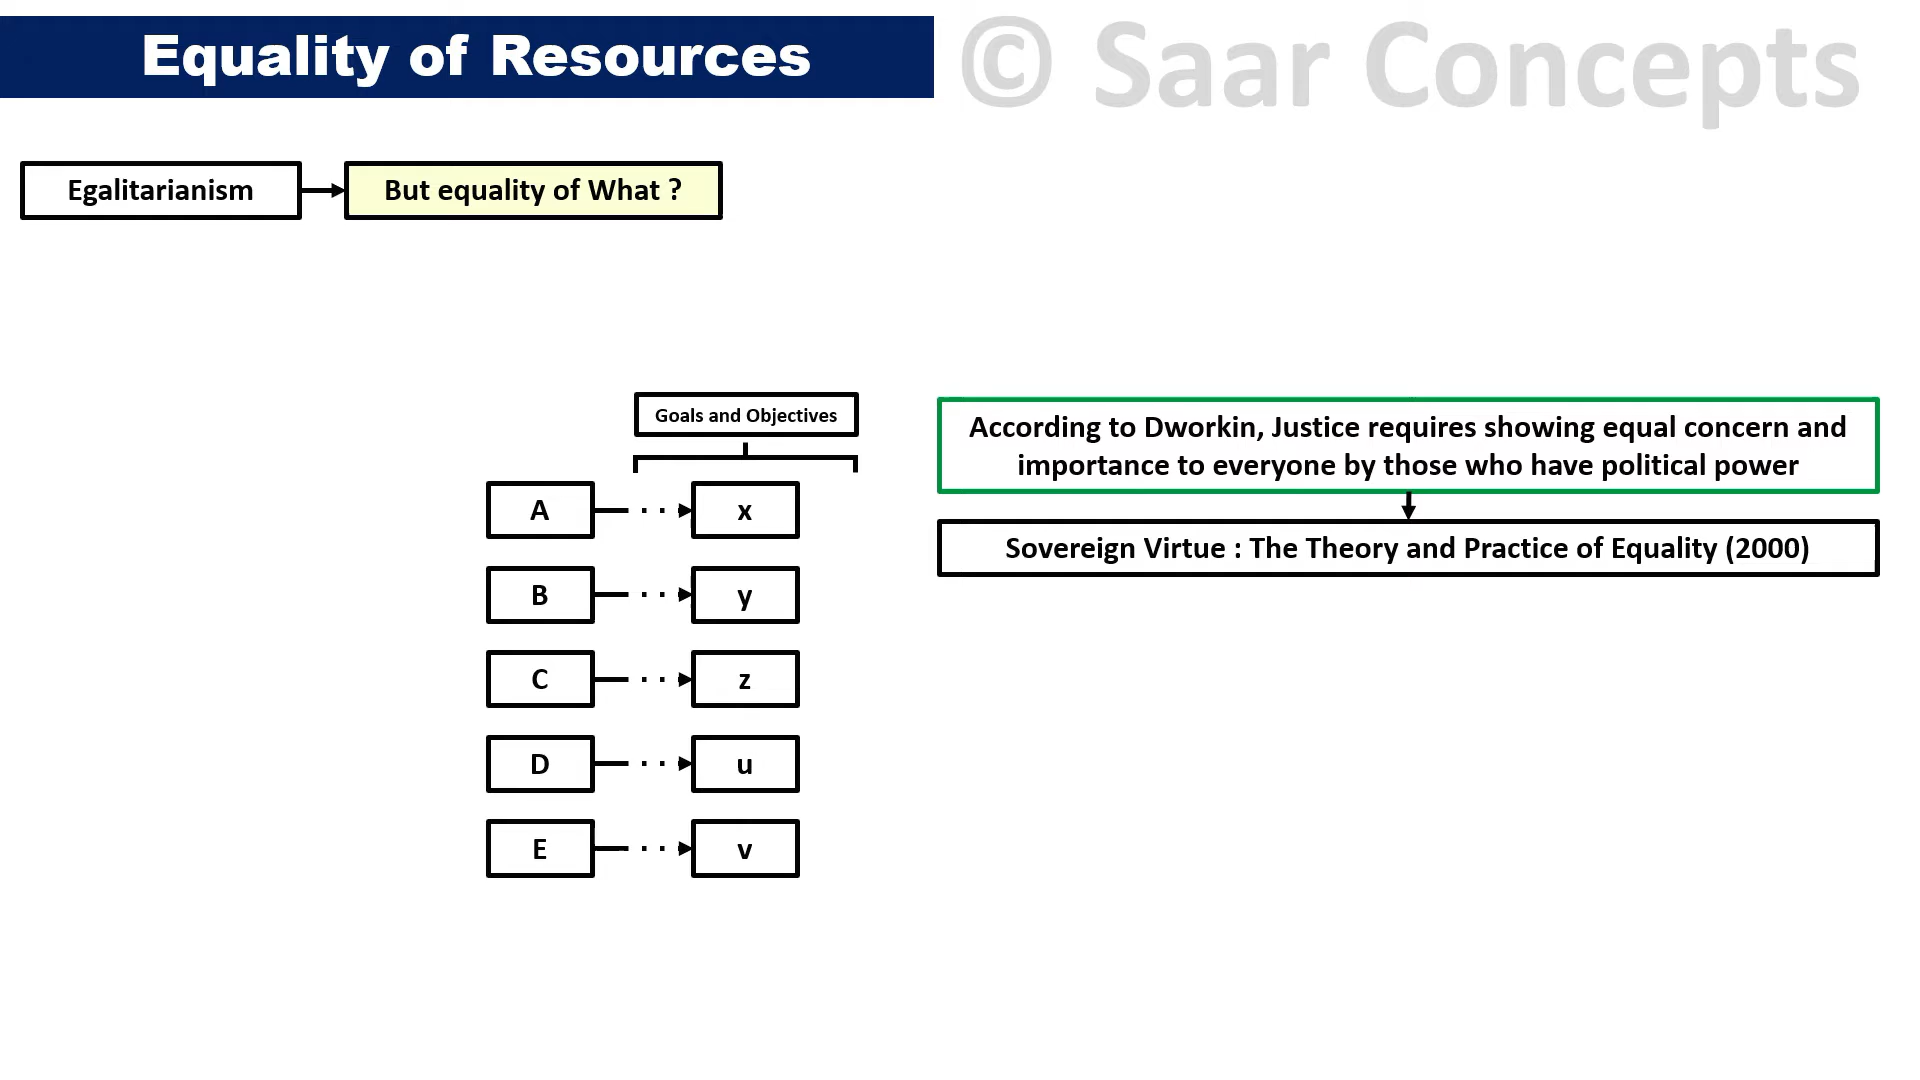 Equality of Resources
© Saar Concepts
Egalitarianism
But equality of What ?
Goals and Objectives
A
x
B
y
C
z
D
u
E
v
According to Dworkin, Justice requires showing equal concern and
importance to everyone by those who have political power
Sovereign Virtue : The Theory and Practice of Equality (2000)